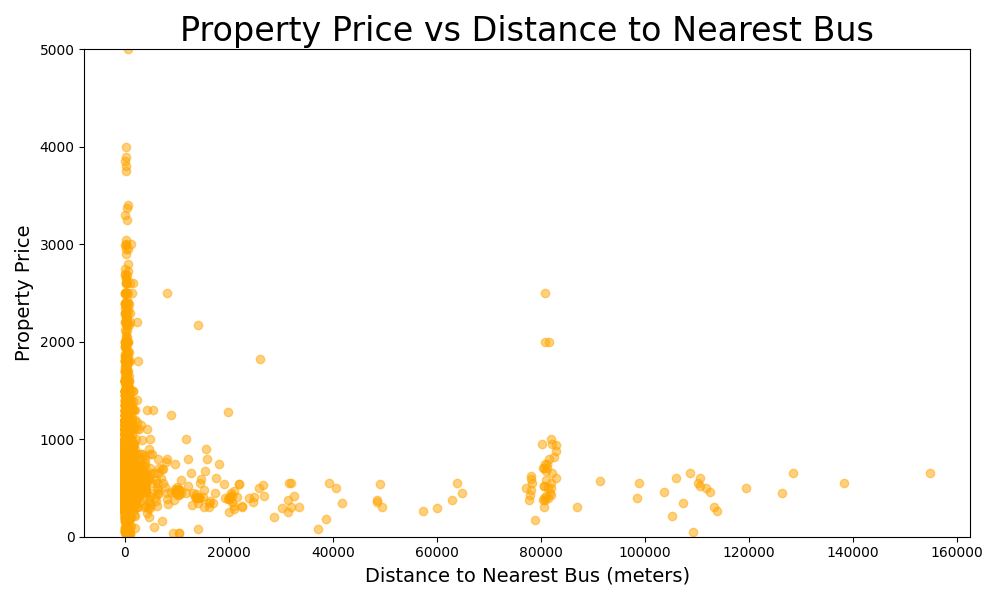 Property Price vs Distance to Nearest Bus
5000
4000
3000
2000
1000
0
Property Price
0 20000 40000 60000 80000 100000 120000 140000 160000
Distance to Nearest Bus (meters)